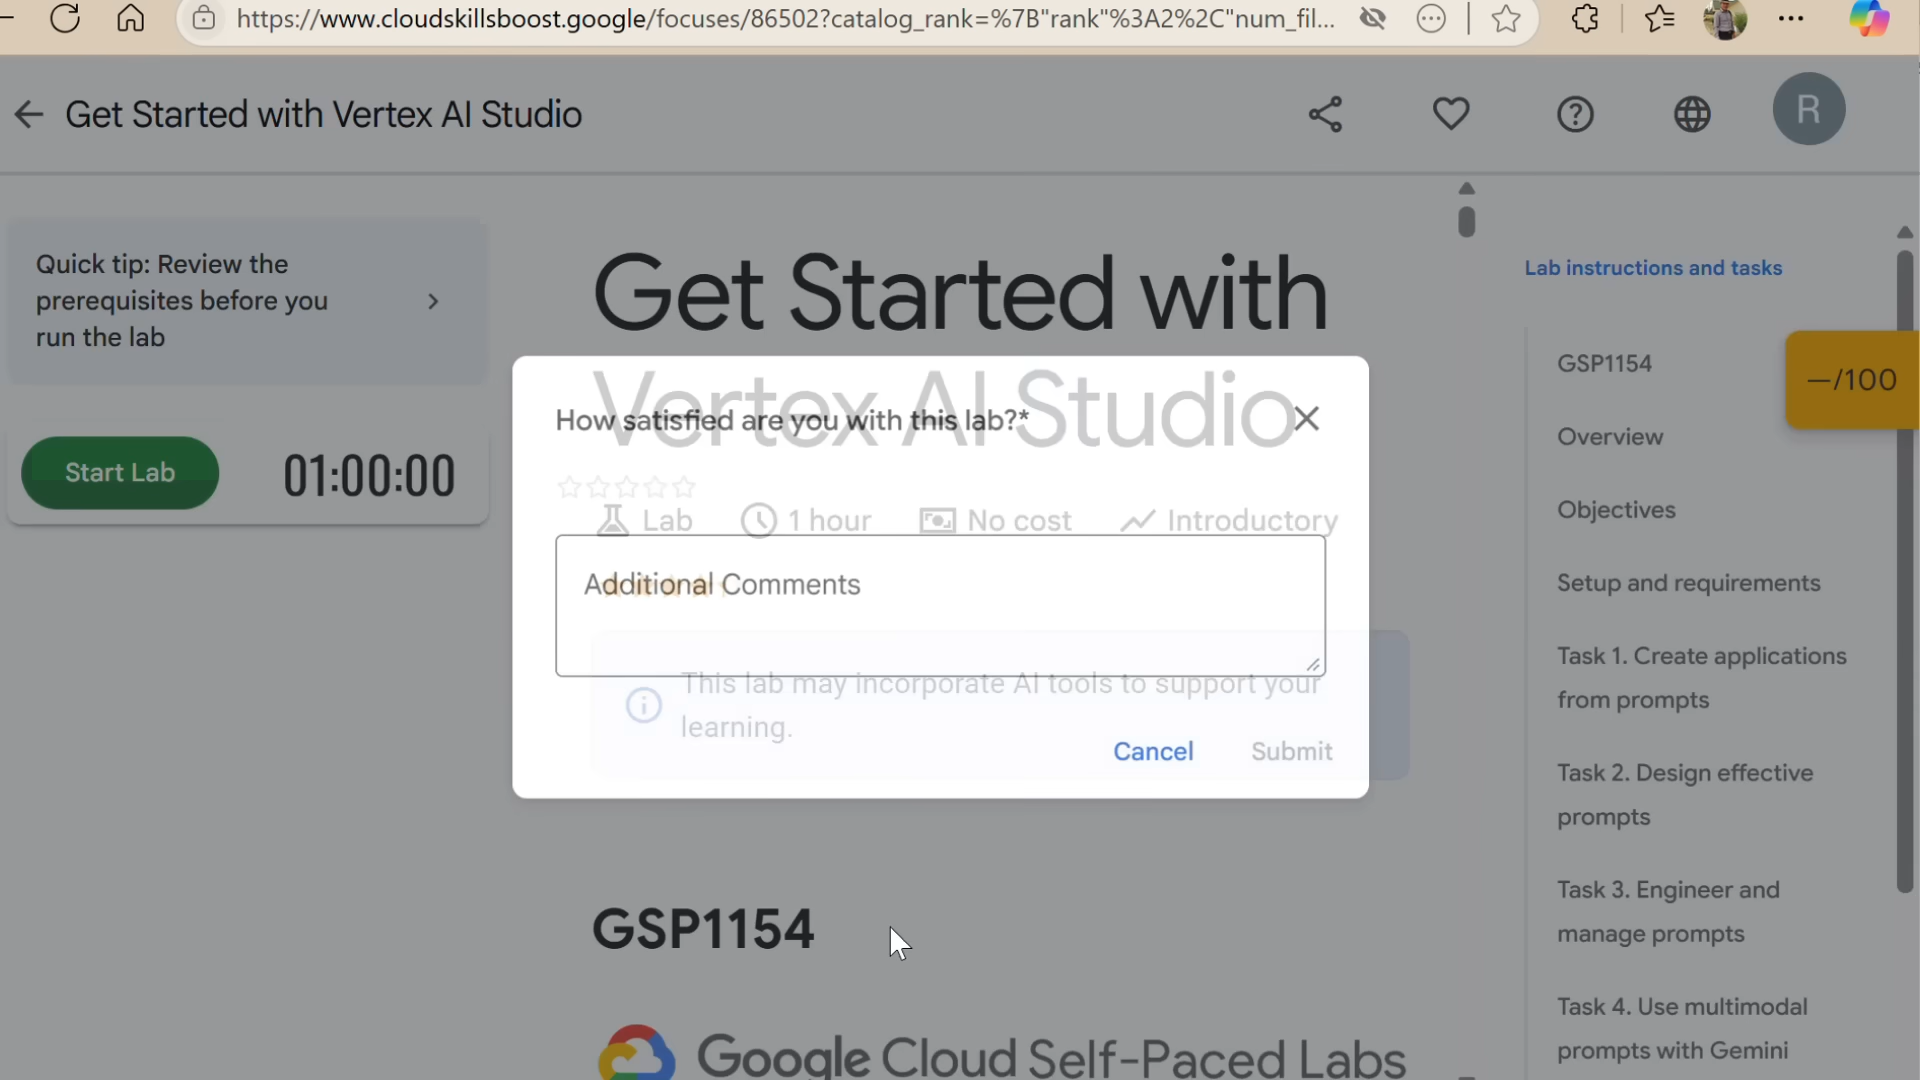 https://www.cloudskillsboost.google/focuses/86502?catalog_rank=%7B"rank"%3A2%2C"num_fil...
Get Started with Vertex AI Studio
R
Quick tip: Review the
prerequisites before you
run the lab
Start Lab
01:00:00
Get Started with
Vertex AI Studio
How satisfied are you with this lab?*
Lab
1 hour
No cost
Introductory
Additional Comments
This lab may incorporate AI tools to support your
learning.
Cancel
Submit
GSP1154
Google Cloud Self-Paced Labs
Lab instructions and tasks
GSP1154
—/100
Overview
Objectives
Setup and requirements
Task 1. Create applications
from prompts
Task 2. Design effective
prompts
Task 3. Engineer and
manage prompts
Task 4. Use multimodal
prompts with Gemini